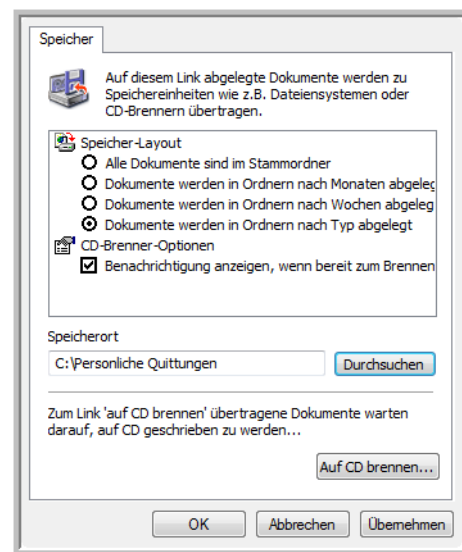 Speicher
Auf diesem Link abgelegte Dokumente werden zu
Speichereinheiten wie z.B. Dateiensystemen oder
CD-Brennern übertragen.
Speicher-Layout
Alle Dokumente sind im Stammordner
Dokumente werden in Ordnern nach Monaten abgeleg
Dokumente werden in Ordnern nach Wochen abgeleg
Dokumente werden in Ordnern nach Typ abgelegt
CD-Brenner-Optionen
Benachrichtigung anzeigen, wenn bereit zum Brennen
Speicherort
C:\Personliche Quittungen
Durchsuchen
Zum Link 'auf CD brennen' übertragene Dokumente warten
darauf, auf CD geschrieben zu werden...
Auf CD brennen...
OK
Abbrechen
Übernehmen